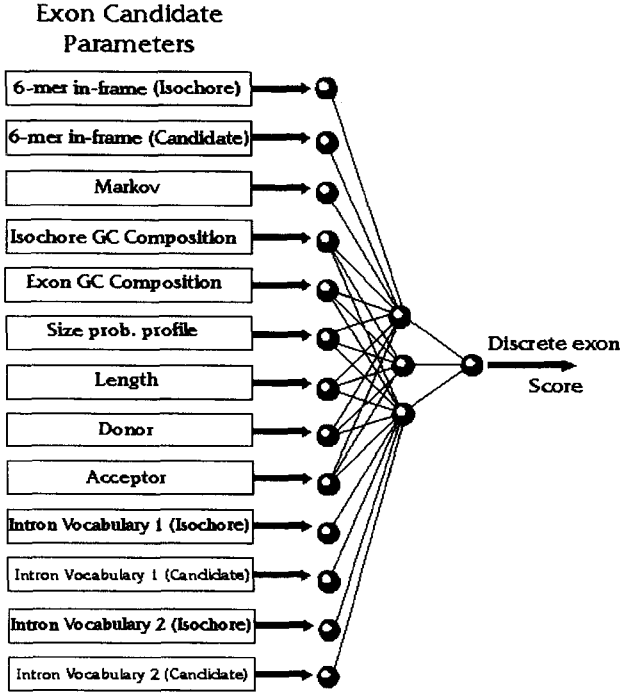 Exon Candidate
Parameters
6-mer in-frame (Isochore)
6-mer in-frame (Candidate)
Markov
Isochore GC Composition
Exon GC Composition
Size prob. profile
Length
Donor
Acceptor
Intron Vocabulary 1 (Isochore)
Intron Vocabulary 1 (Candidate)
Intron Vocabulary 2 (Isochore)
Intron Vocabulary 2 (Candidate)
Discrete exon
Score